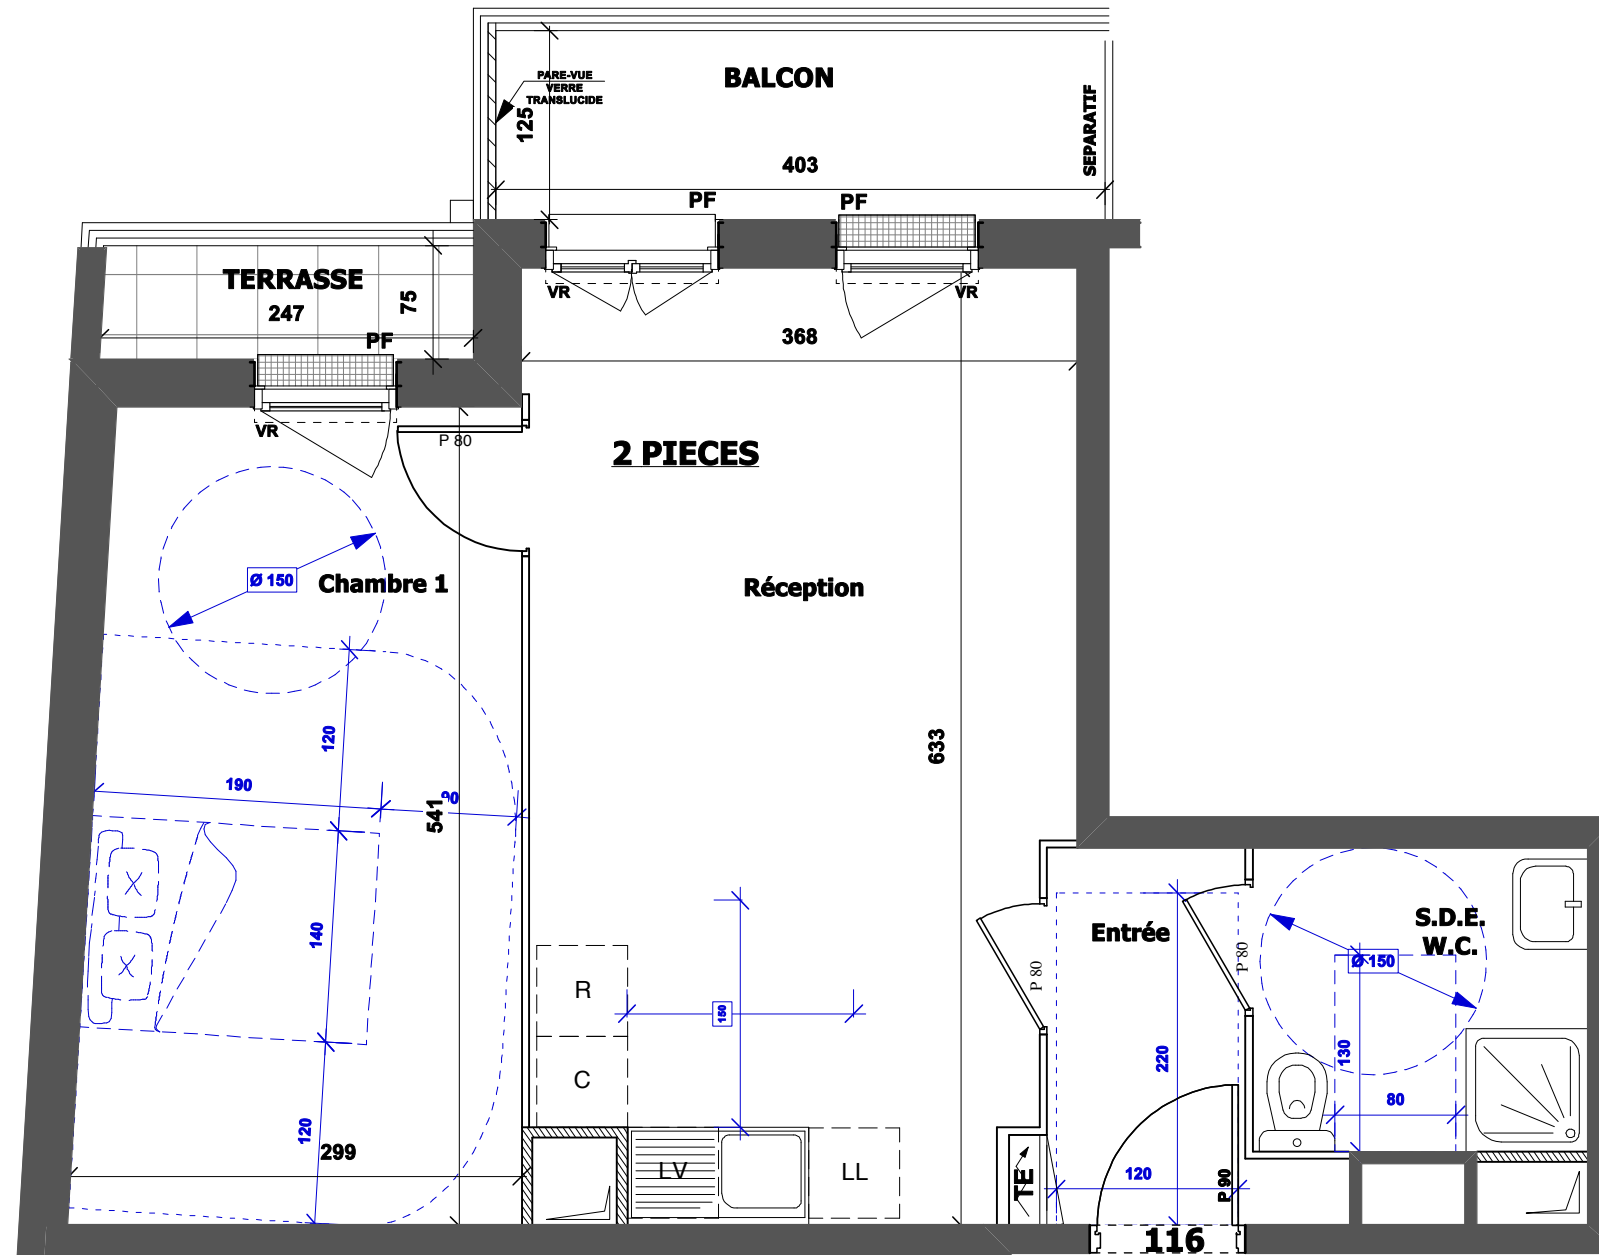 BALCON
PARE-VUE
VERRE
TRANSLUCIDE
125
SEPARATIF
403
PF
PF
TERRASSE
247
75
PF
VR
VR
368
VR
P 80
2 PIECES
Ø 150
Chambre 1
Réception
120
633
190
90
541
140
Entrée
S.D.E.
W.C.
P 80
P 80
Ø 150
R
150
220
130
C
80
120
299
LV
LL
TE
120
P 90
116